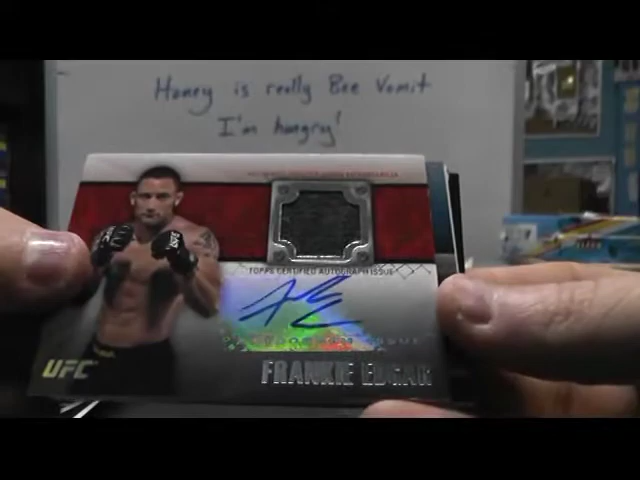 Honey is really Bee Vomit
I'm hungry!
TOPPS CERTIFIED AUTOGRAPH ISSUE
UFC
FRANKIE EDGAR